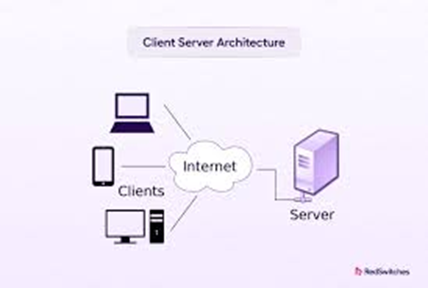 Client Server Architecture
Internet
Clients
Server
RedSwitches